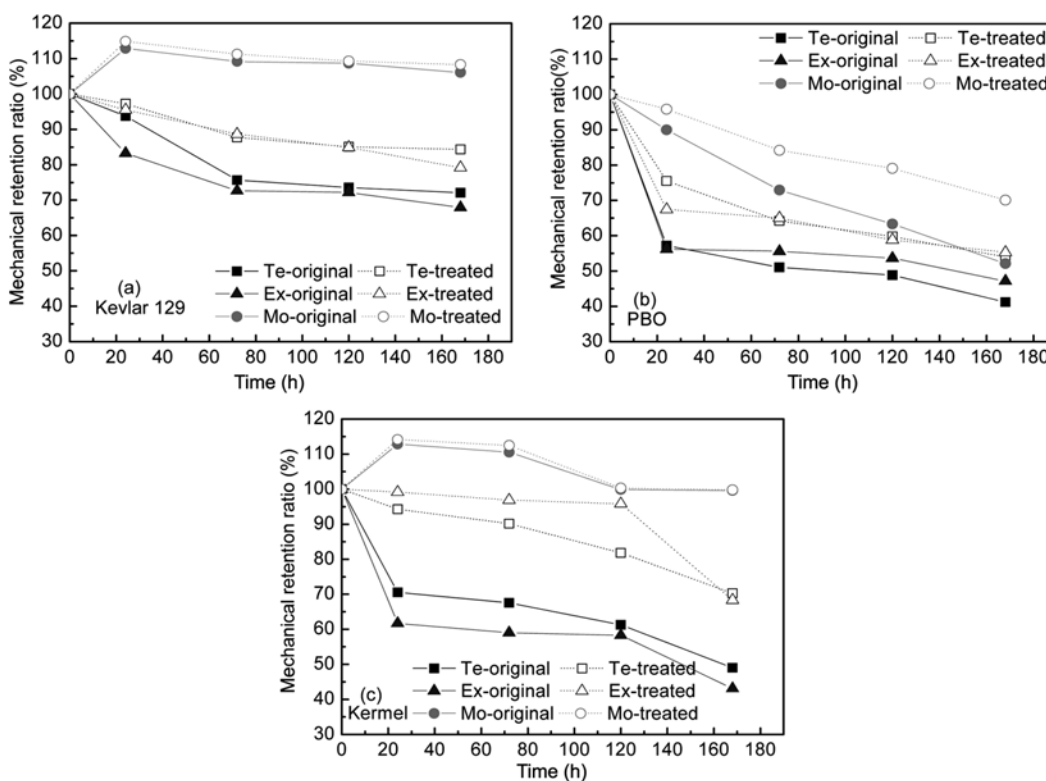 120
110
100
90
80
70
60
50
40
30
Mechanical retention ratio (%)
Te-original Te-treated
Ex-original Ex-treated
Mo-original Mo-treated
(a)
Kevlar 129
0 20 40 60 80 100 120 140 160 180
Time (h)
120
110
100
90
80
70
60
50
40
30
Mechanical retention ratio(%)
Te-original Te-treated
Ex-original Ex-treated
Mo-original Mo-treated
(b)
PBO
0 20 40 60 80 100 120 140 160 180
Time (h)
120
110
100
90
80
70
60
50
40
30
Mechanical retention ratio (%)
Te-original Te-treated
(c) Ex-original Ex-treated
Kermel Mo-original Mo-treated
0 20 40 60 80 100 120 140 160 180
Time (h)